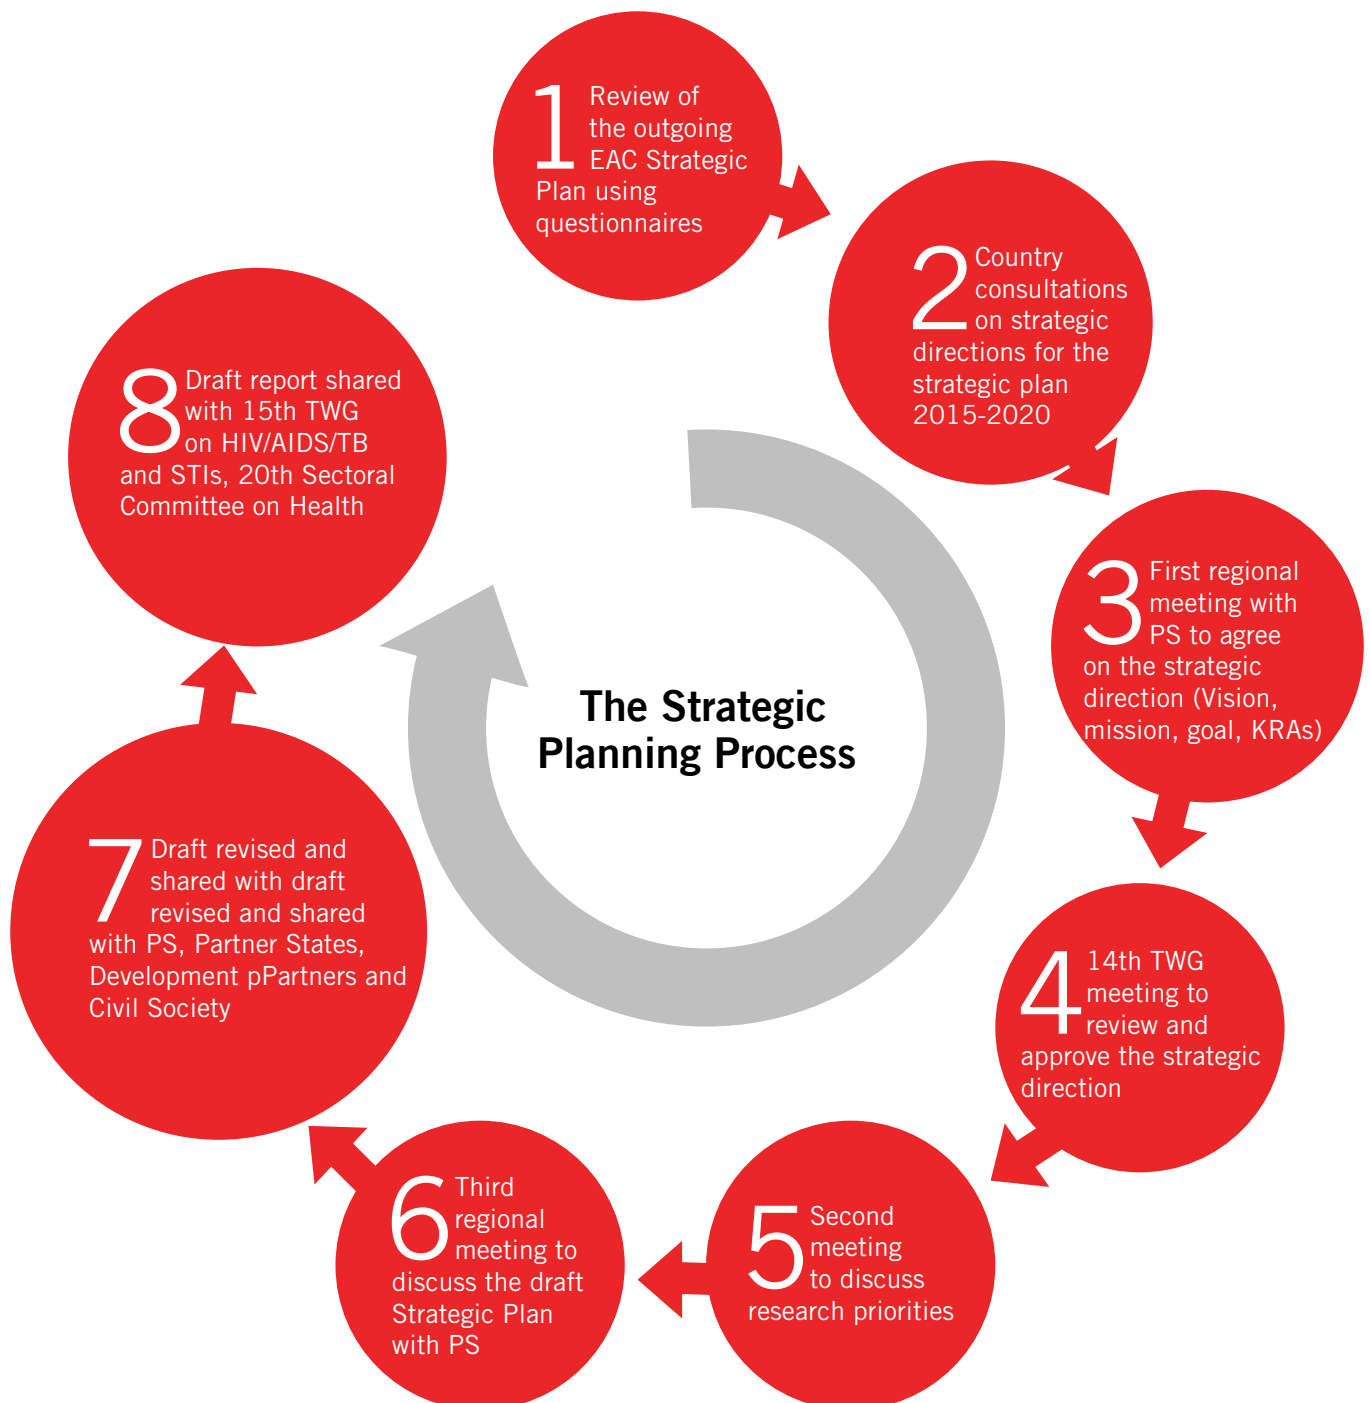 1 Review of
the outgoing
EAC Strategic
Plan using
questionnaires
2 Country
consultations
on strategic
directions for the
strategic plan
2015-2020
3 First regional
meeting with
PS to agree
on the strategic
direction (Vision,
mission, goal, KRAs)
4 14th TWG
meeting to
review and
approve the strategic
direction
5 Second
meeting
to discuss
research priorities
6 Third
regional
meeting to
discuss the draft
Strategic Plan
with PS
7 Draft revised and
shared with draft
revised and shared
with PS, Partner States,
Development pPartners and
Civil Society
8 Draft report shared
with 15th TWG
on HIV/AIDS/TB
and STIs, 20th Sectoral
Committee on Health
The Strategic
Planning Process